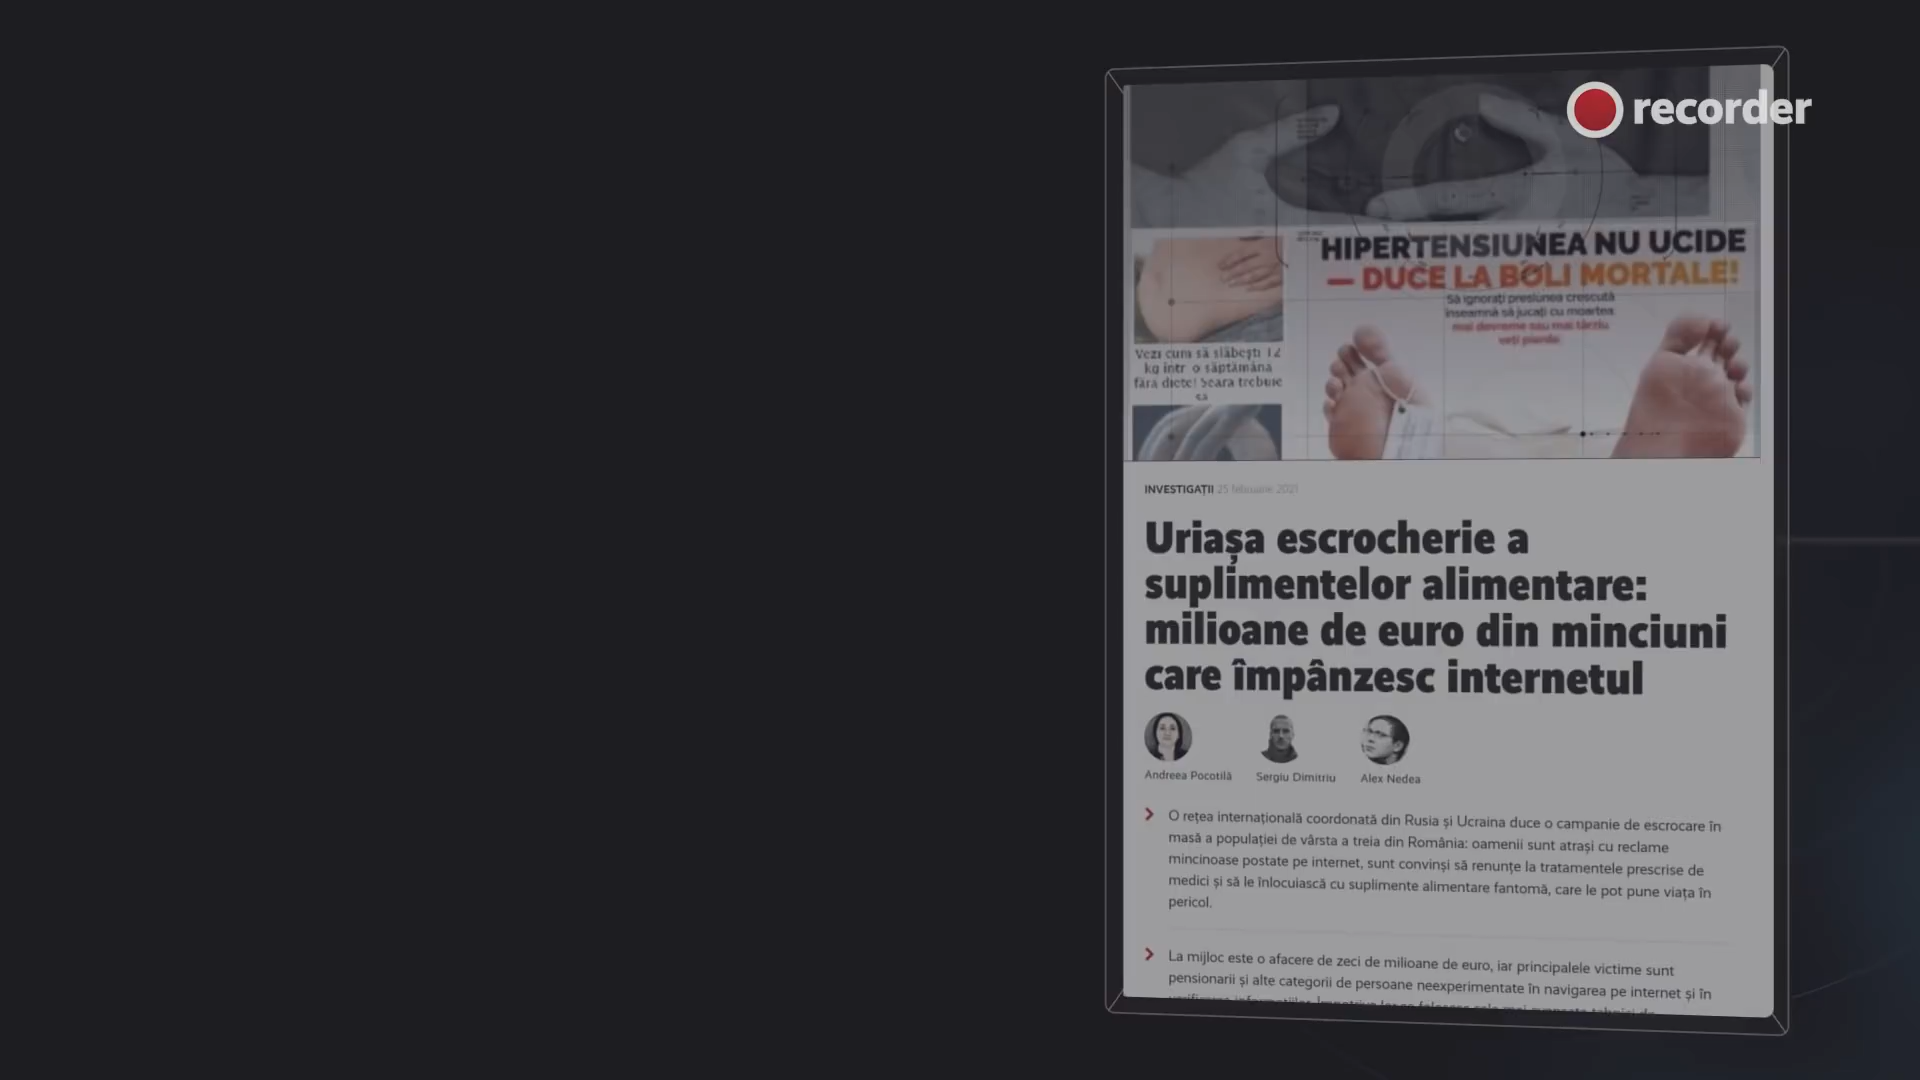 recorder
HIPERTENSIUNEA NU UCIDE
— DUCE LA BOLI MORTALE!
Să ignorați presiunea crescută
înseamnă să jucați cu moartea
mai devreme sau mai târziu
veți pierde
Vezi cum să slăbești 12
kg într-o săptămâna
fără diete! Seara trebuie
să
INVESTIGAȚII 25 februarie 2021
Uriașa escrocherie a
suplimentelor alimentare:
milioane de euro din minciuni
care împânzesc internetul
Andreea Pocotilă
Sergiu Dimitriu
Alex Nedea
O rețea internațională coordonată din Rusia și Ucraina duce o campanie de escrocare în
masă a populației de vârsta a treia din România: oamenii sunt atrași cu reclame
mincinoase postate pe internet, sunt convinși să renunțe la tratamentele prescrise de
medici și să le înlocuiască cu suplimente alimentare fantomă, care le pot pune viața în
pericol.
La mijloc este o afacere de zeci de milioane de euro, iar principalele victime sunt
pensionarii și alte categorii de persoane neexperimentate în navigarea pe internet și în